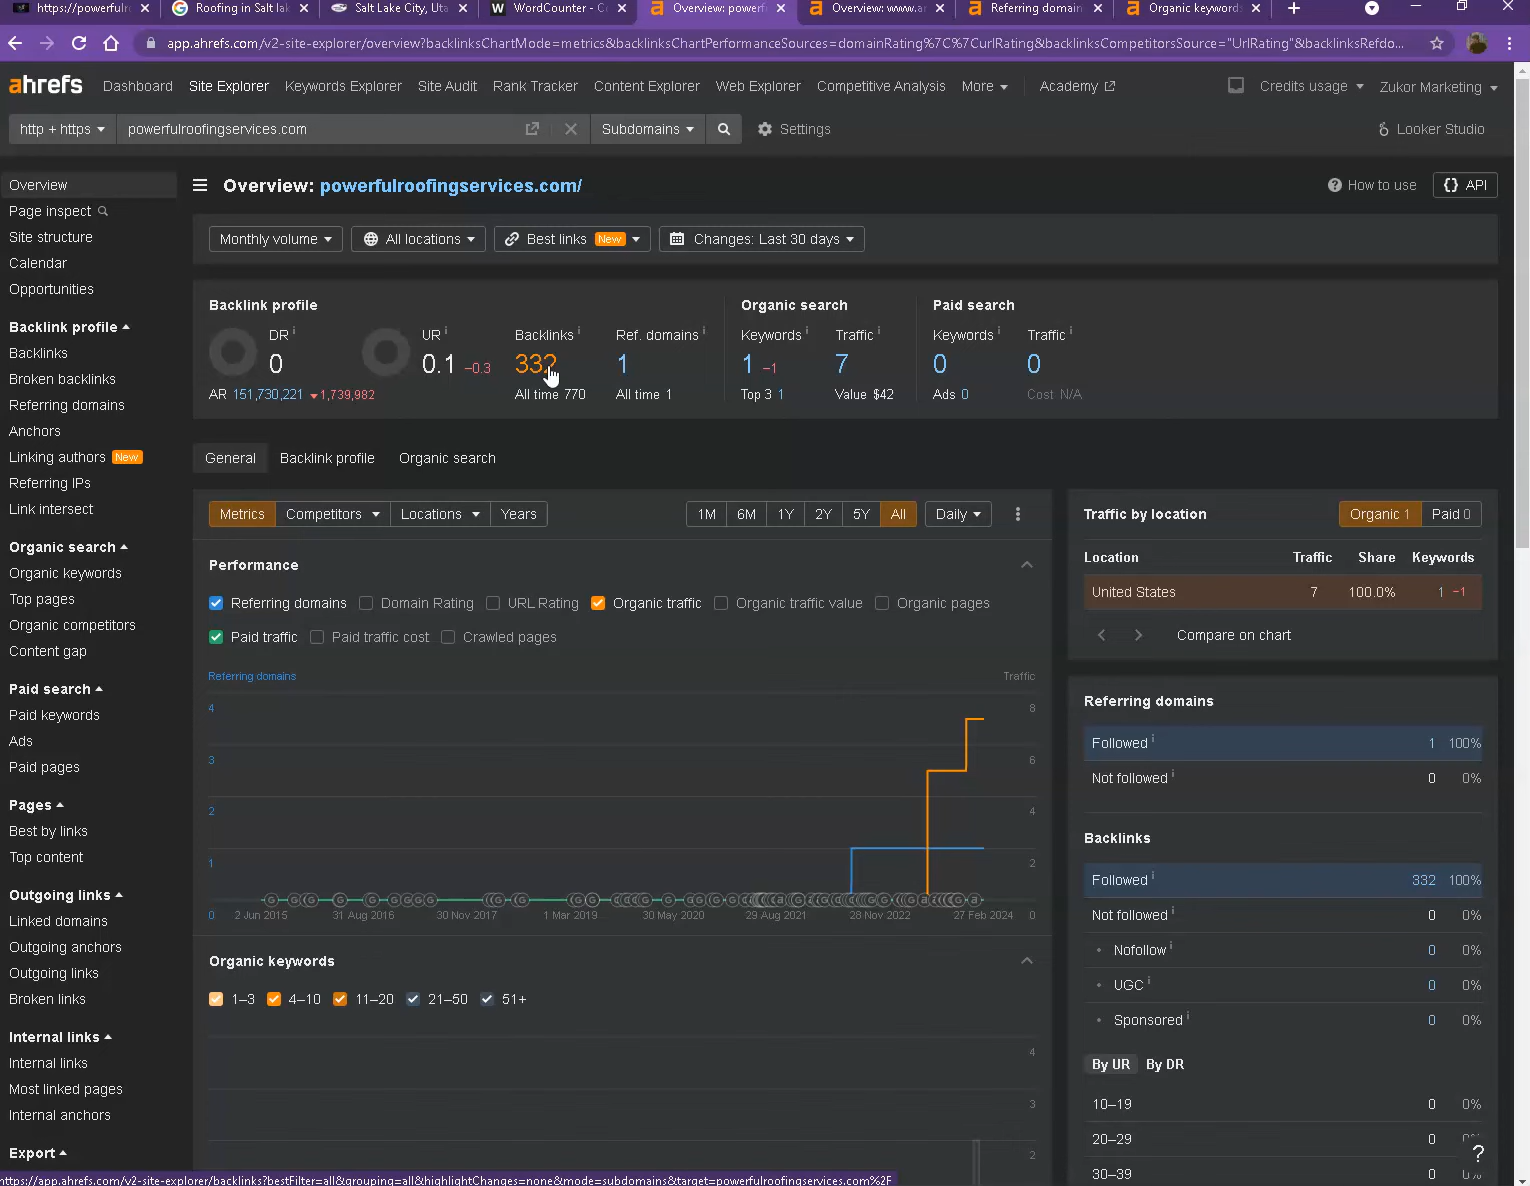 https://powerfulr
Roofing in Salt lak
Salt Lake City, Uta
WordCounter - C
Overview: powerf
Overview: www.ar
Referring domain
Organic keyword
app.ahrefs.com/v2-site-explorer/overview?backlinksChartMode=metrics&backlinksChartPerformanceSources=domainRating%7C%7CurlRating&backlinksCompetitorsSource="UrlRating"&backlinksRefdo...
ahrefs Dashboard Site Explorer Keywords Explorer Site Audit Rank Tracker Content Explorer Web Explorer Competitive Analysis More Academy Credits usage Zukor Marketing
http + https powerfulroofingservices.com Subdomains Settings Looker Studio
Overview
Page inspect
Site structure
Calendar
Opportunities
Backlink profile
Backlinks
Broken backlinks
Referring domains
Anchors
Linking authors New
Referring IPs
Link intersect
Organic search
Organic keywords
Top pages
Organic competitors
Content gap
Paid search
Paid keywords
Ads
Paid pages
Pages
Best by links
Top content
Outgoing links
Linked domains
Outgoing anchors
Outgoing links
Broken links
Internal links
Internal links
Most linked pages
Internal anchors
Export
Overview: powerfulroofingservices.com/ How to use {} API
Monthly volume All locations Best links New Changes: Last 30 days
Backlink profile
DR UR Backlinks Ref. domains
0 0.1 -0.3 332 1
AR 151,730,221 1,739,982 All time 770 All time 1
Organic search
Keywords Traffic
1 -1 7
Top 3 1 Value $42
Paid search
Keywords Traffic
0 0
Ads 0 Cost N/A
General Backlink profile Organic search
Metrics Competitors Locations Years 1M 6M 1Y 2Y 5Y All Daily
Performance
Referring domains Domain Rating URL Rating Organic traffic Organic traffic value Organic pages
Paid traffic Paid traffic cost Crawled pages
Referring domains Traffic
4 8
3 6
2 4
1 2
0 2 Jun 2015 31 Aug 2016 30 Nov 2017 1 Mar 2019 30 May 2020 29 Aug 2021 28 Nov 2022 27 Feb 2024 0
Organic keywords
1–3 4–10 11–20 21–50 51+
4
3
2
Traffic by location Organic 1 Paid 0
Location Traffic Share Keywords
United States 7 100.0% 1 -1
Compare on chart
Referring domains
Followed 1 100%
Not followed 0 0%
Backlinks
Followed 332 100%
Not followed 0 0%
Nofollow 0 0%
UGC 0 0%
Sponsored 0 0%
By UR By DR
10–19 0 0%
20–29 0
30–39 0 0%
https://app.ahrefs.com/v2-site-explorer/backlinks?bestFilter=all&grouping=all&highlightChanges=none&mode=subdomains&target=powerfulroofingservices.com%2F